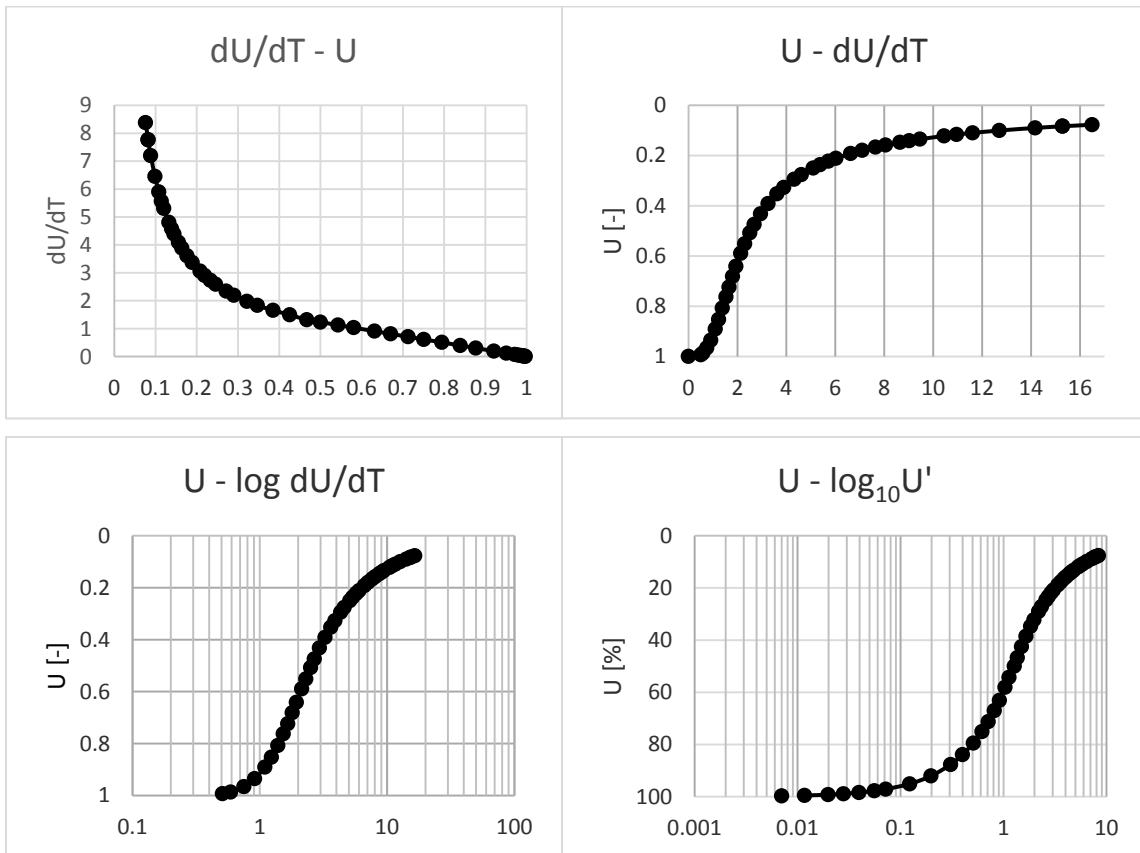 dU/dT - U
dU/dT
9
8
7
6
5
4
3
2
1
0
0 0.1 0.2 0.3 0.4 0.5 0.6 0.7 0.8 0.9 1
U - dU/dT
U [-]
0
0.2
0.4
0.6
0.8
1
0 2 4 6 8 10 12 14 16
U - log dU/dT
U [-]
0
0.2
0.4
0.6
0.8
1
0.1 1 10 100
U - log₁₀U'
U [%]
0
20
40
60
80
100
0.001 0.01 0.1 1 10